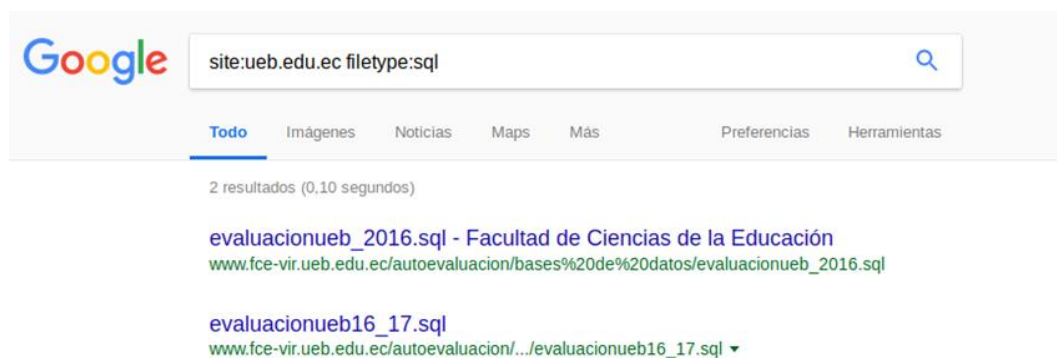 Google site:ueb.edu.ec filetype:sql
Todo Imágenes Noticias Maps Más Preferencias Herramientas
2 resultados (0,10 segundos)
evaluacionueb_2016.sql - Facultad de Ciencias de la Educación
www.fce-vir.ueb.edu.ec/autoevaluacion/bases%20de%20datos/evaluacionueb_2016.sql
evaluacionueb16_17.sql
www.fce-vir.ueb.edu.ec/autoevaluacion/.../evaluacionueb16_17.sql